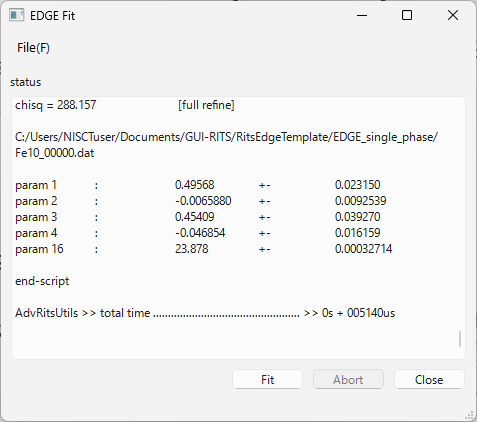 EDGE Fit
File(F)
status
chisq = 288.157 [full refine]
C:/Users/NISCTuser/Documents/GUI-RITS/RitsEdgeTemplate/EDGE_single_phase/
Fe10_00000.dat
param 1 : 0.49568 +- 0.023150
param 2 : -0.0065880 +- 0.0092539
param 3 : 0.45409 +- 0.039270
param 4 : -0.046854 +- 0.016159
param 16 : 23.878 +- 0.00032714
end-script
AdvRitsUtils >> total time ................................................. >> 0s + 005140us
Fit Abort Close